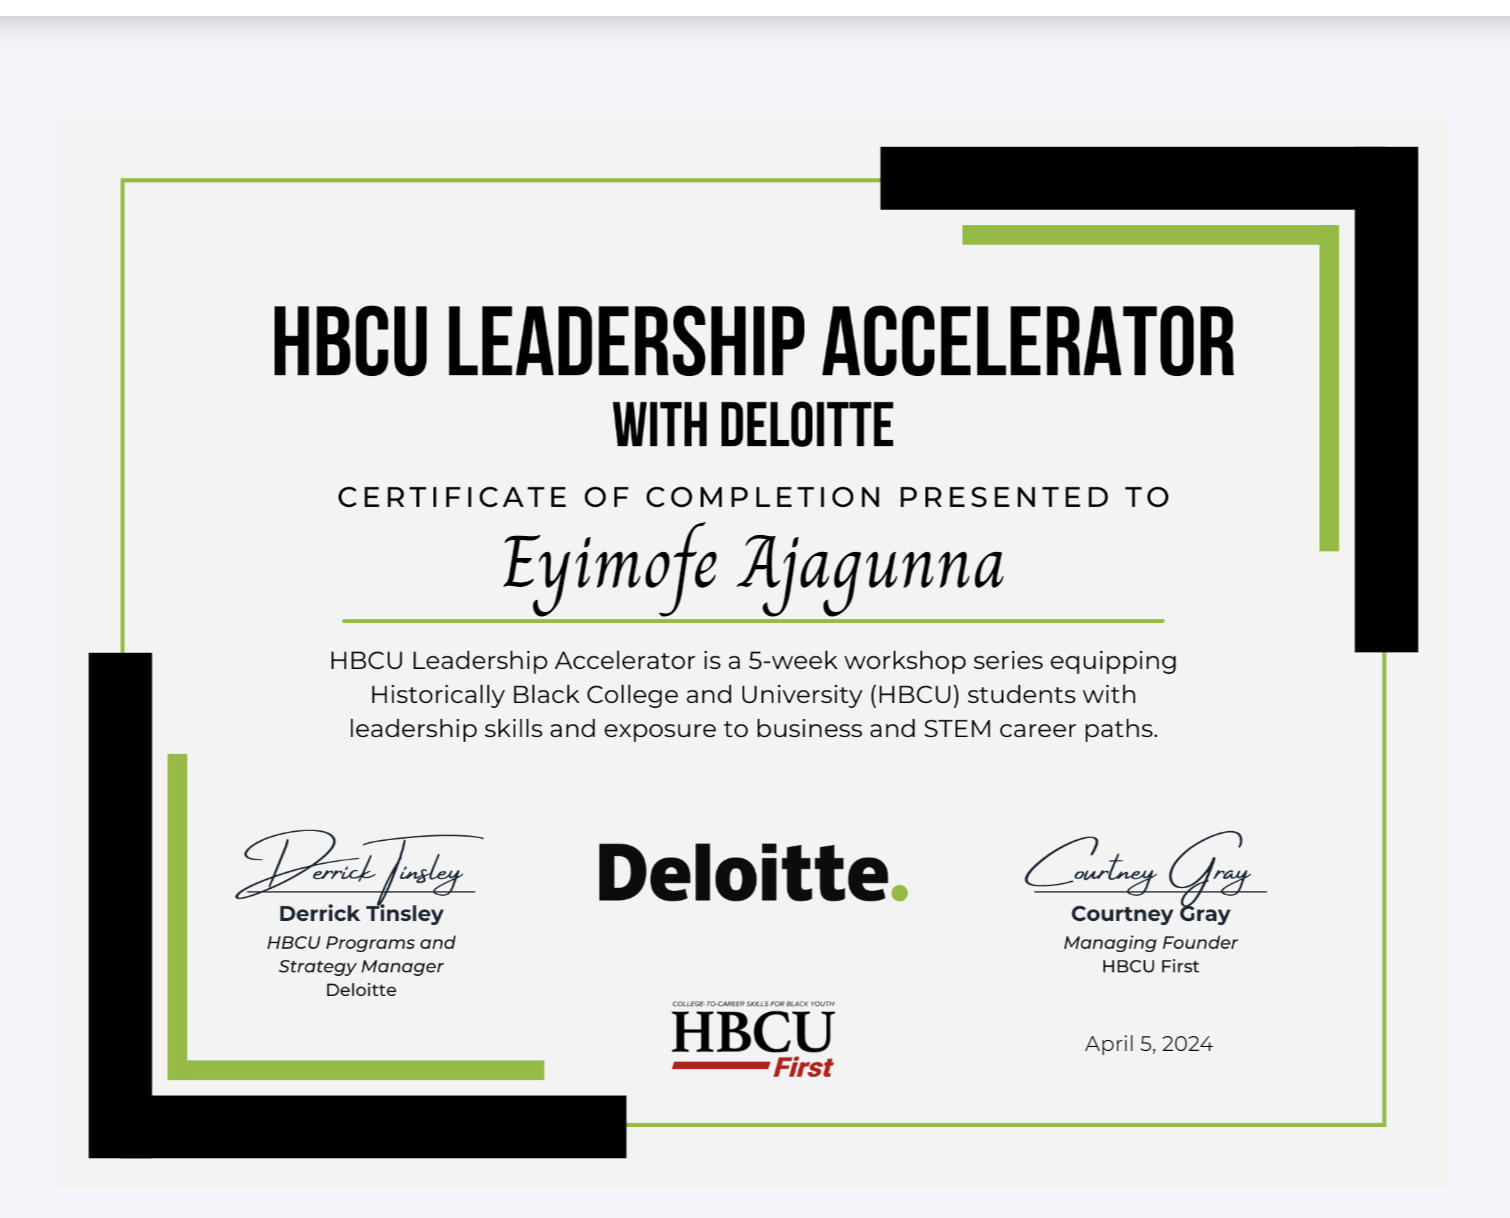 HBCU LEADERSHIP ACCELERATOR
WITH DELOITTE
CERTIFICATE OF COMPLETION PRESENTED TO
Eyimofe Ajagunna
HBCU Leadership Accelerator is a 5-week workshop series equipping
Historically Black College and University (HBCU) students with
leadership skills and exposure to business and STEM career paths.
Derrick Tinsley
Derrick Tinsley
HBCU Programs and
Strategy Manager
Deloitte
Deloitte.
COLLEGE-TO-CAREER SKILLS FOR BLACK YOUTH
HBCU
First
Courtney Gray
Courtney Gray
Managing Founder
HBCU First
April 5, 2024